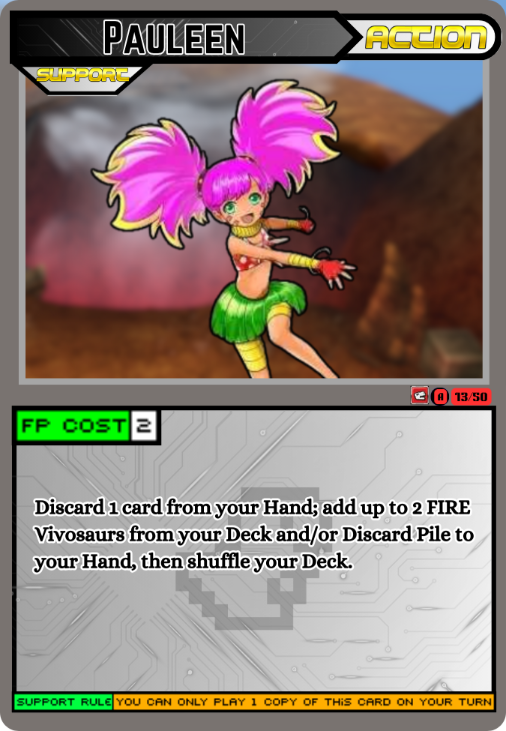 PAULEEN
ACTION
SUPPORT
A 13/50
FP COST 2
Discard 1 card from your Hand; add up to 2 FIRE
Vivosaurs from your Deck and/or Discard Pile to
your Hand, then shuffle your Deck.
SUPPORT RULE YOU CAN ONLY PLAY 1 COPY OF THiS CARD ON YOUR TURN